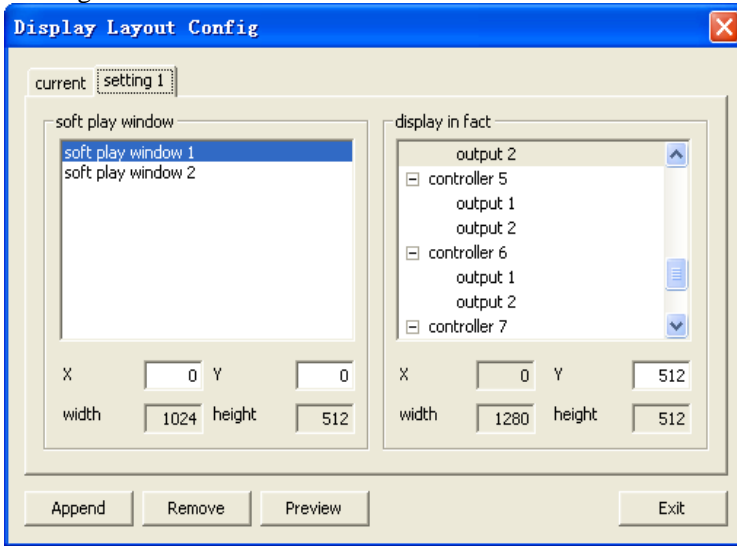 Display Layout Config
current setting 1
soft play window
soft play window 1
soft play window 2
X 0 Y 0
width 1024 height 512
display in fact
output 2
controller 5
output 1
output 2
controller 6
output 1
output 2
controller 7
X 0 Y 512
width 1280 height 512
Append Remove Preview Exit